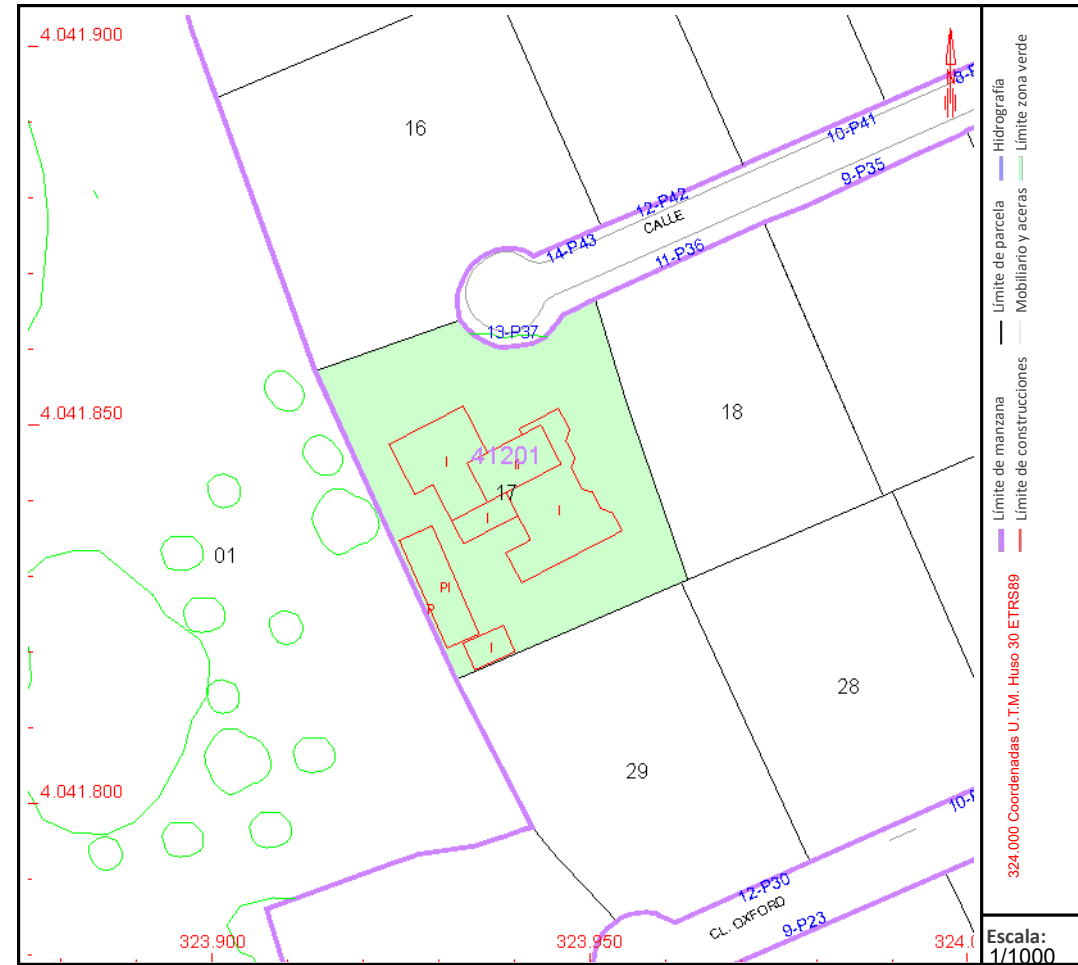 4.041.900
16
10-P41
9-P35
12-P42
CALLE
14-P43
11-P36
13-P37
4.041.850
18
41201
I
II
17
I
I
01
PI
P
I
28
29
4.041.800
12-P30
CL. OXFORD
9-P23
323.900
323.950
Hidrografía
Límite zona verde
Límite de parcela
Mobiliario y aceras
Límite de manzana
Límite de construcciones
324.000 Coordenadas U.T.M. Huso 30 ETRS89
Escala:
1/1000